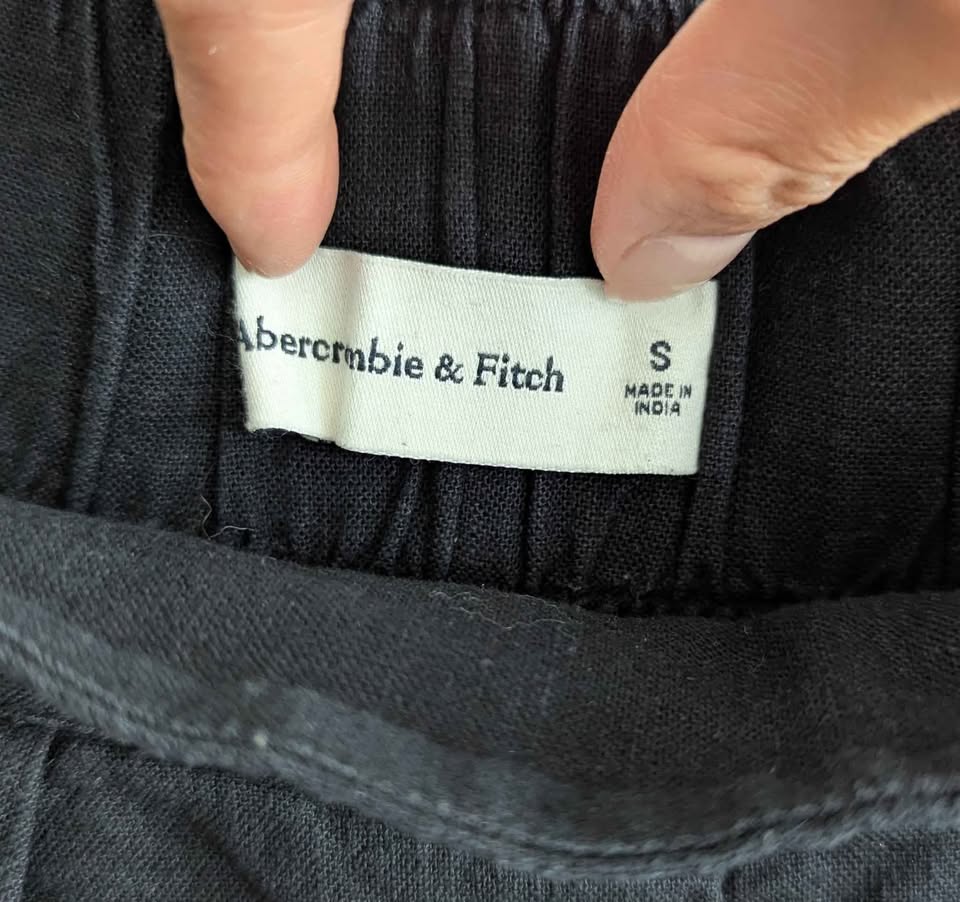 Abercrombie & Fitch
S
MADE IN
INDIA